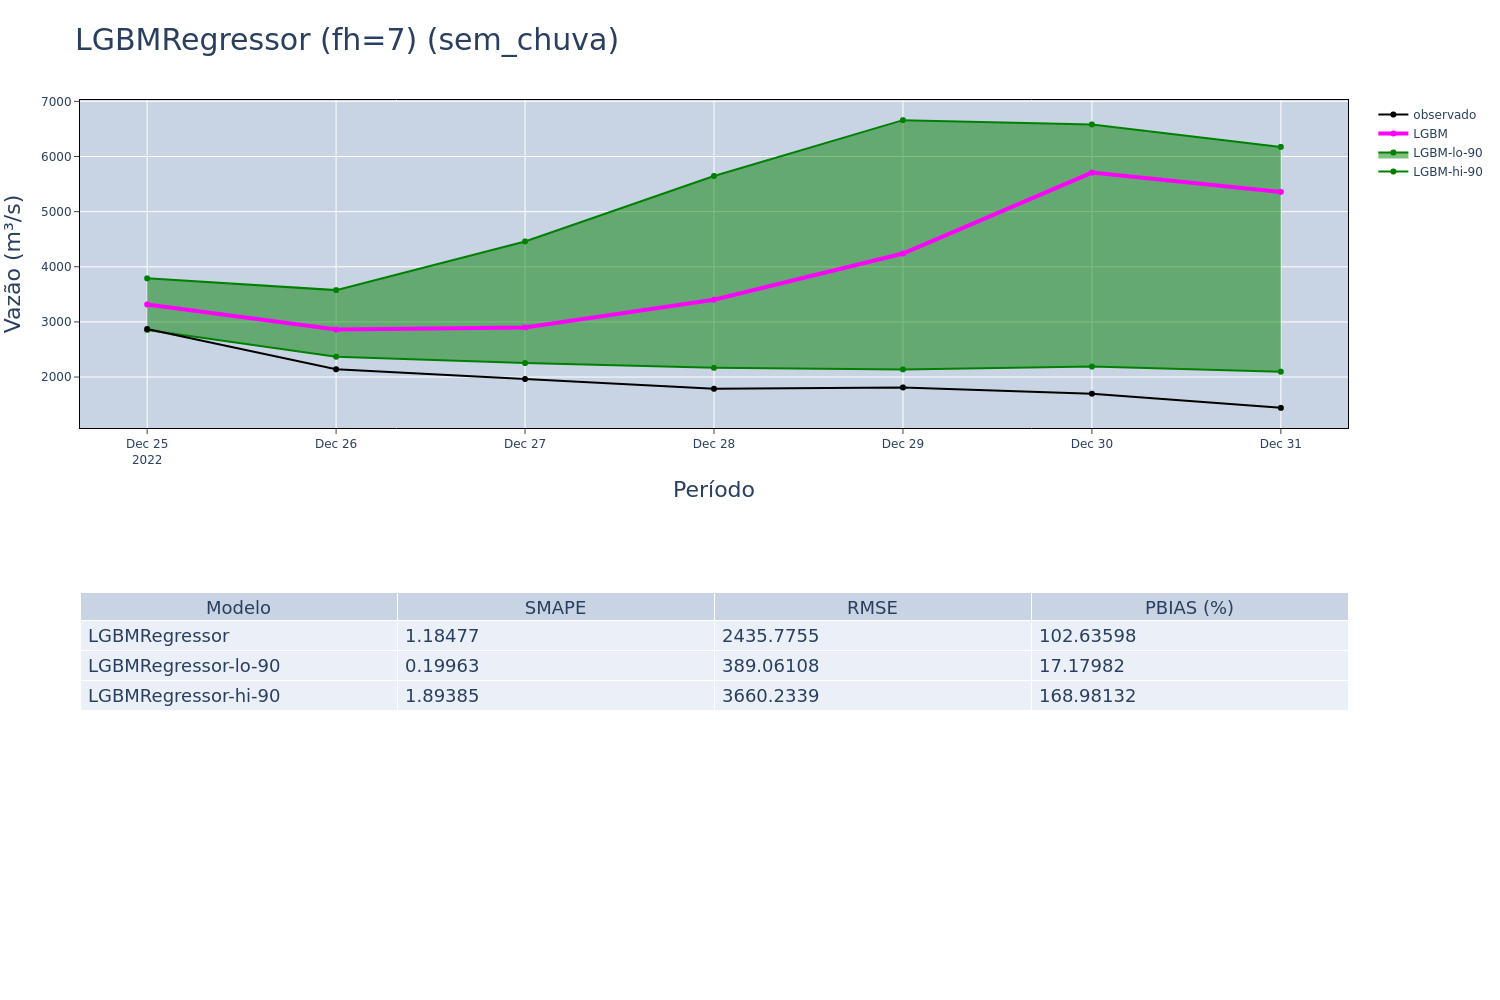 LGBMRegressor (fh=7) (sem_chuva)
7000
6000
5000
4000
3000
2000
Vazão (m³/s)
Dec 25
2022
Dec 26
Dec 27
Dec 28
Dec 29
Dec 30
Dec 31
Período
observado
LGBM
LGBM-lo-90
LGBM-hi-90
Modelo SMAPE RMSE PBIAS (%)
LGBMRegressor 1.18477 2435.7755 102.63598
LGBMRegressor-lo-90 0.19963 389.06108 17.17982
LGBMRegressor-hi-90 1.89385 3660.2339 168.98132